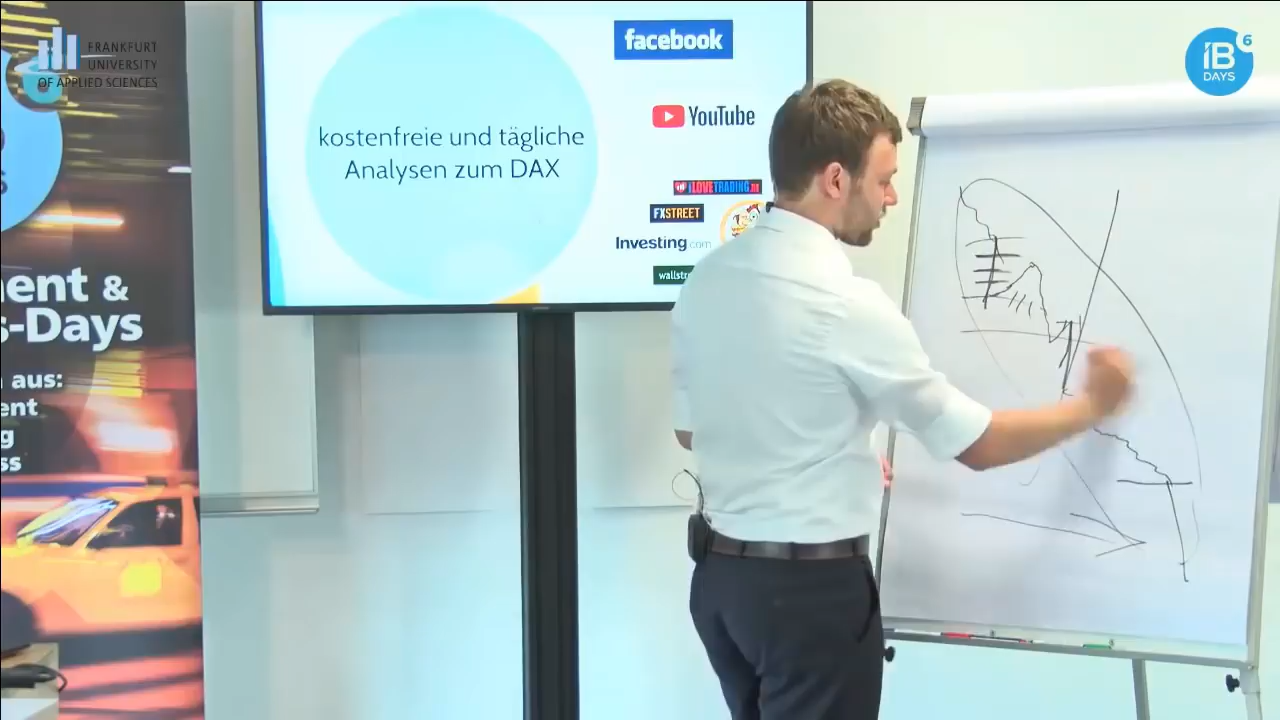 FRANKFURT
UNIVERSITY
OF APPLIED SCIENCES
ent &
s-Days
aus:
ent
g
ss
kostenfreie und tägliche
Analysen zum DAX
facebook
YouTube
iLOVETRADING
FXSTREET
Investing.com
wallstr
iB 6
DAYS